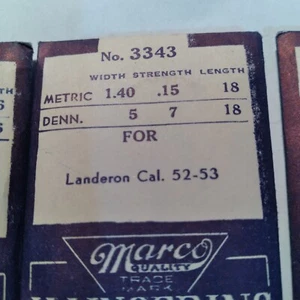 No. 3343
WIDTH STRENGTH LENGTH
METRIC 1.40 .15 18
DENN. 5 7 18
FOR
Landeron Cal. 52-53
Marco
QUALITY
TRADE
MARK